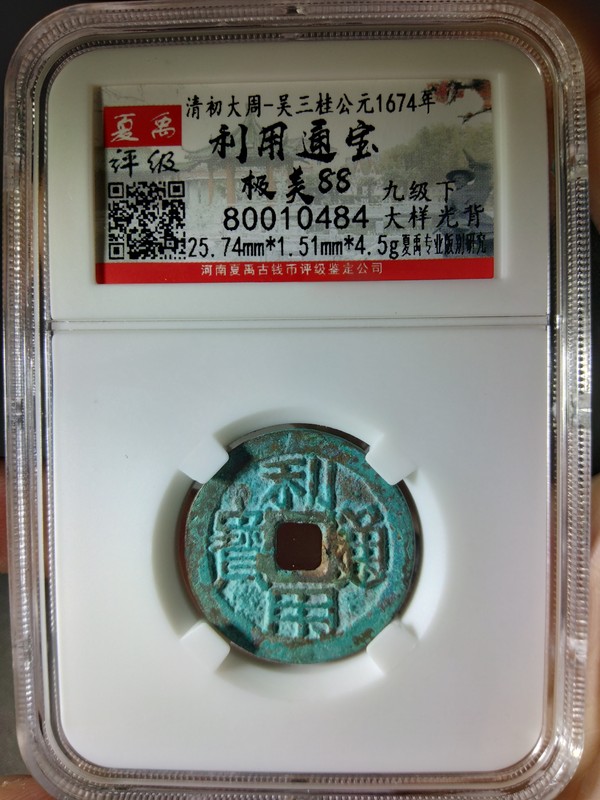 清初大周-吴三桂公元1674年
夏禹
评级
利用通宝
极美88
九级下
80010484 大样光背
25.74mm*1.51mm*4.5g夏禹专业版别研究
河南夏禹古钱币评级鉴定公司
利用通寳